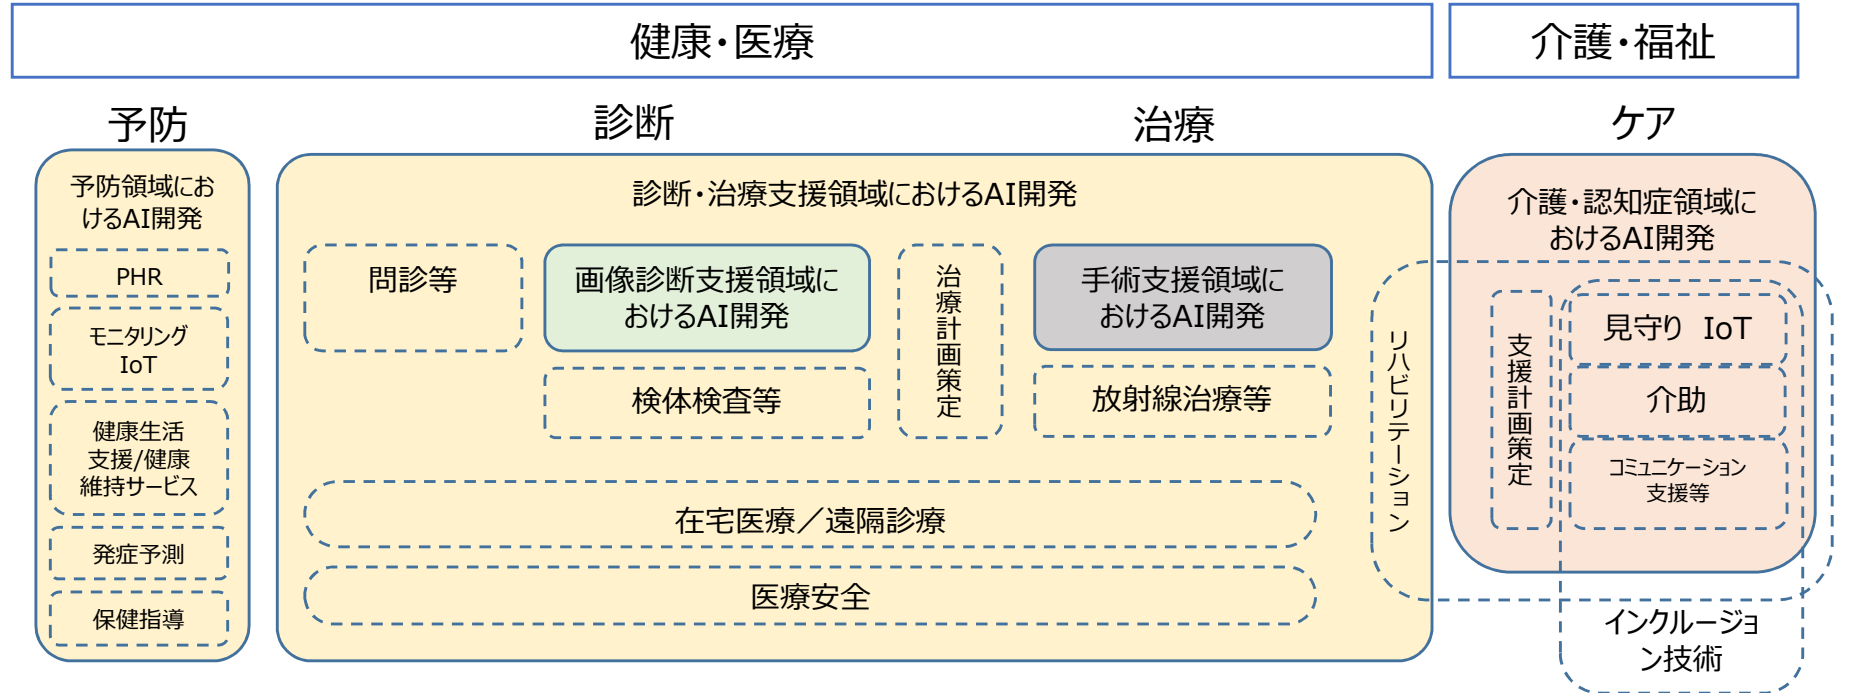 健康・医療
介護・福祉
予防
診断
治療
ケア
予防領域にお
けるAI開発
PHR
モニタリング
IoT
健康生活
支援/健康
維持サービス
発症予測
保健指導
診断・治療支援領域におけるAI開発
問診等
画像診断支援領域に
おけるAI開発
検体検査等
治療計画策定
手術支援領域に
おけるAI開発
放射線治療等
在宅医療／遠隔診療
医療安全
リハビリテーション
介護・認知症領域に
おけるAI開発
支援計画策定
見守り IoT
介助
コミュニケーション
支援等
インクルージョ
ン技術